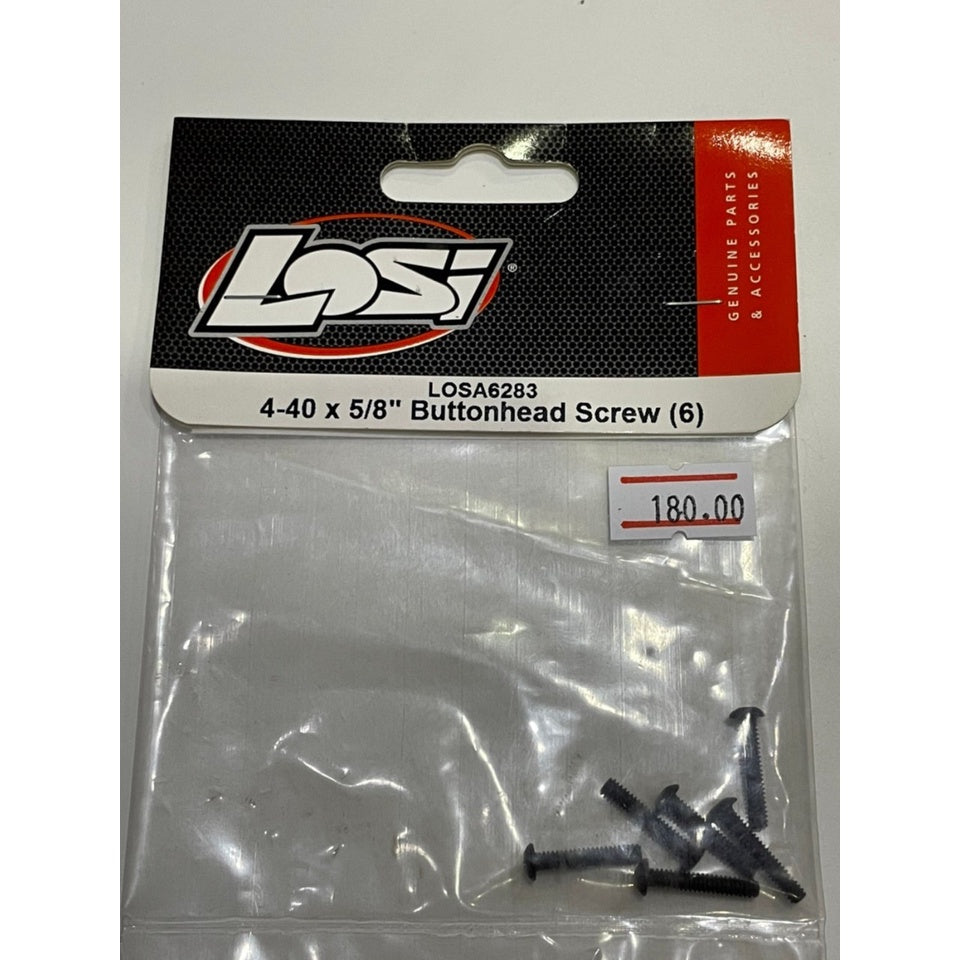 Losi®
GENUINE PARTS
& ACCESSORIES
LOSA6283
4-40 x 5/8" Buttonhead Screw (6)
180.00